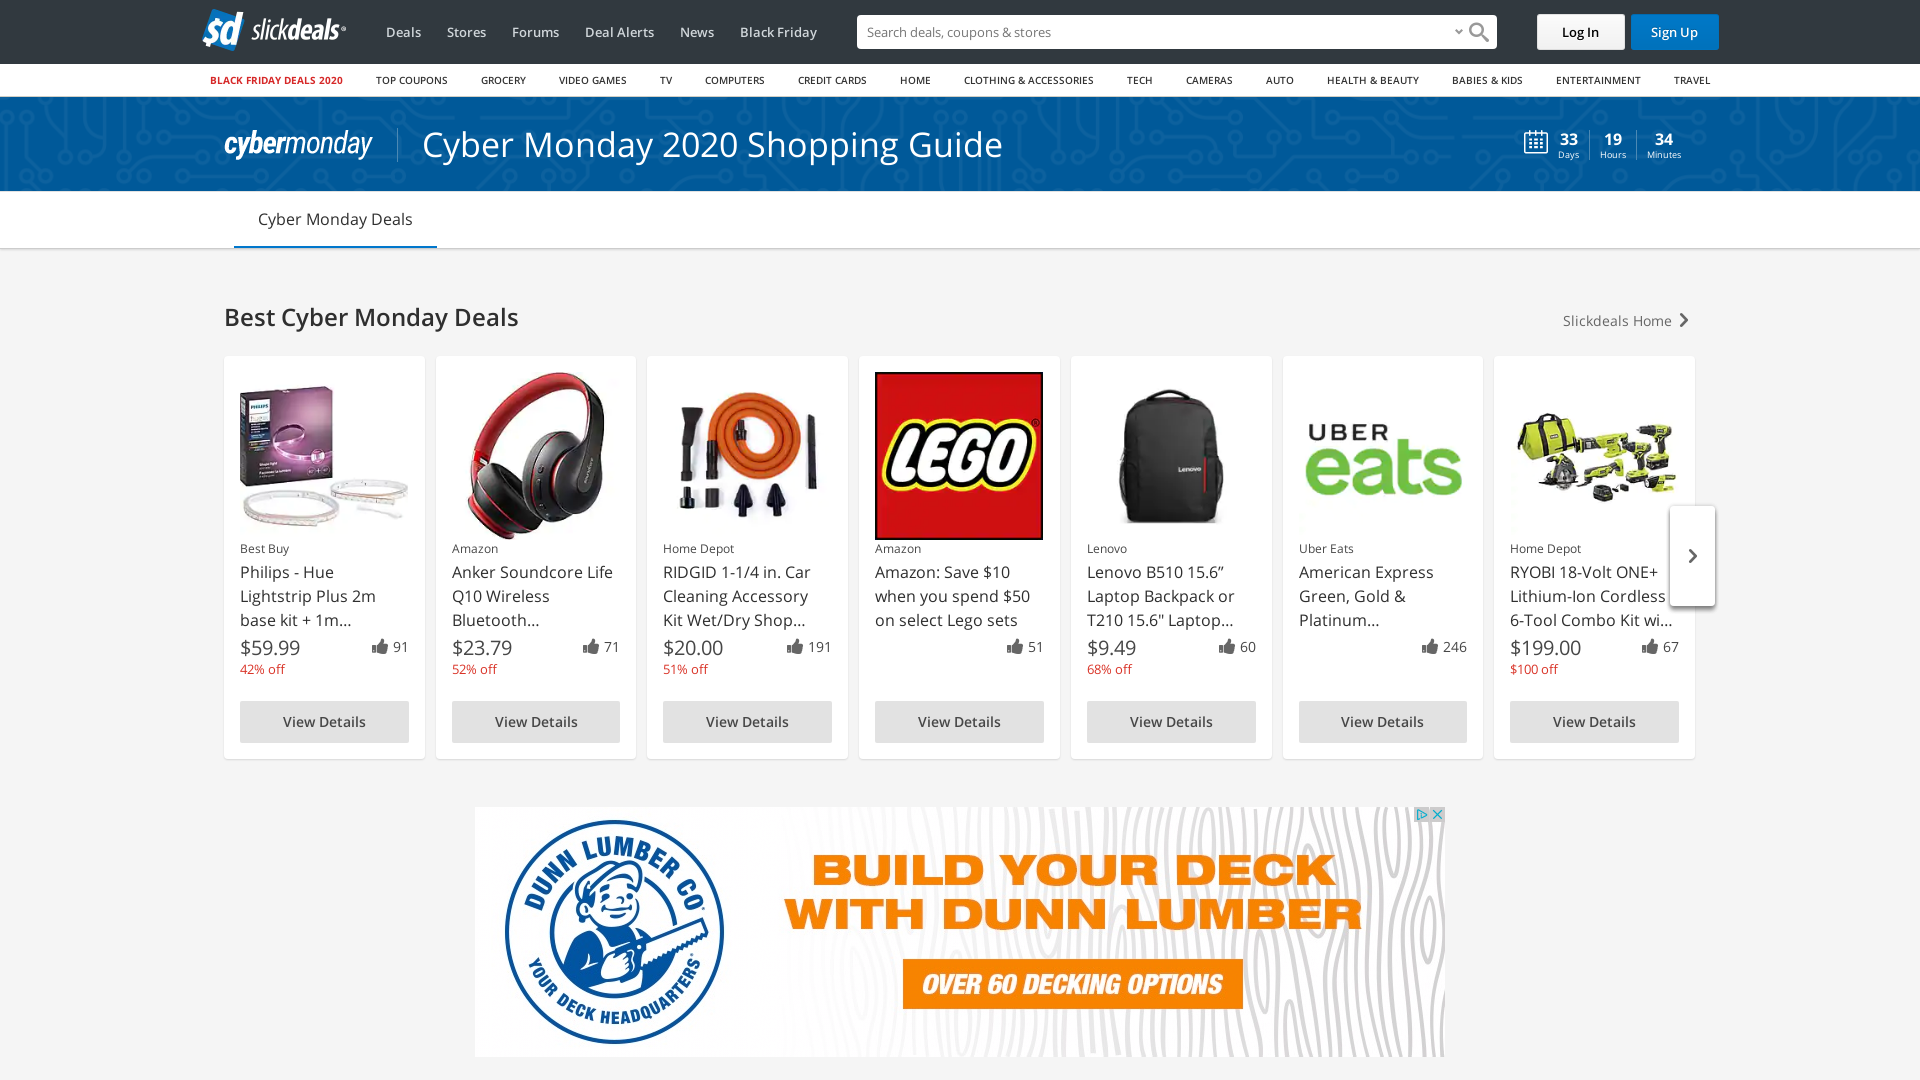 sd slickdeals
Deals
Stores
Forums
Deal Alerts
News
Black Friday
Search deals, coupons & stores
Log In
Sign Up
BLACK FRIDAY DEALS 2020
TOP COUPONS
GROCERY
VIDEO GAMES
TV
COMPUTERS
CREDIT CARDS
HOME
CLOTHING & ACCESSORIES
TECH
CAMERAS
AUTO
HEALTH & BEAUTY
BABIES & KIDS
ENTERTAINMENT
TRAVEL
cybermonday
Cyber Monday 2020 Shopping Guide
33
Days
19
Hours
34
Minutes
Cyber Monday Deals
Best Cyber Monday Deals
Slickdeals Home
PHILIPS
Best Buy
Philips - Hue
Lightstrip Plus 2m
base kit + 1m...
$59.99
91
42% off
View Details
Amazon
Anker Soundcore Life
Q10 Wireless
Bluetooth...
$23.79
71
52% off
View Details
Home Depot
RIDGID 1-1/4 in. Car
Cleaning Accessory
Kit Wet/Dry Shop...
$20.00
191
51% off
View Details
LEGO
Amazon
Amazon: Save $10
when you spend $50
on select Lego sets
51
View Details
Lenovo
Lenovo
Lenovo B510 15.6”
Laptop Backpack or
T210 15.6" Laptop...
$9.49
60
68% off
View Details
UBER
eats
Uber Eats
American Express
Green, Gold &
Platinum...
246
View Details
Home Depot
RYOBI 18-Volt ONE+
Lithium-Ion Cordless
6-Tool Combo Kit wi...
$199.00
67
$100 off
View Details
DUNN LUMBER CO
YOUR DECK HEADQUARTERS
BUILD YOUR DECK
WITH DUNN LUMBER
OVER 60 DECKING OPTIONS